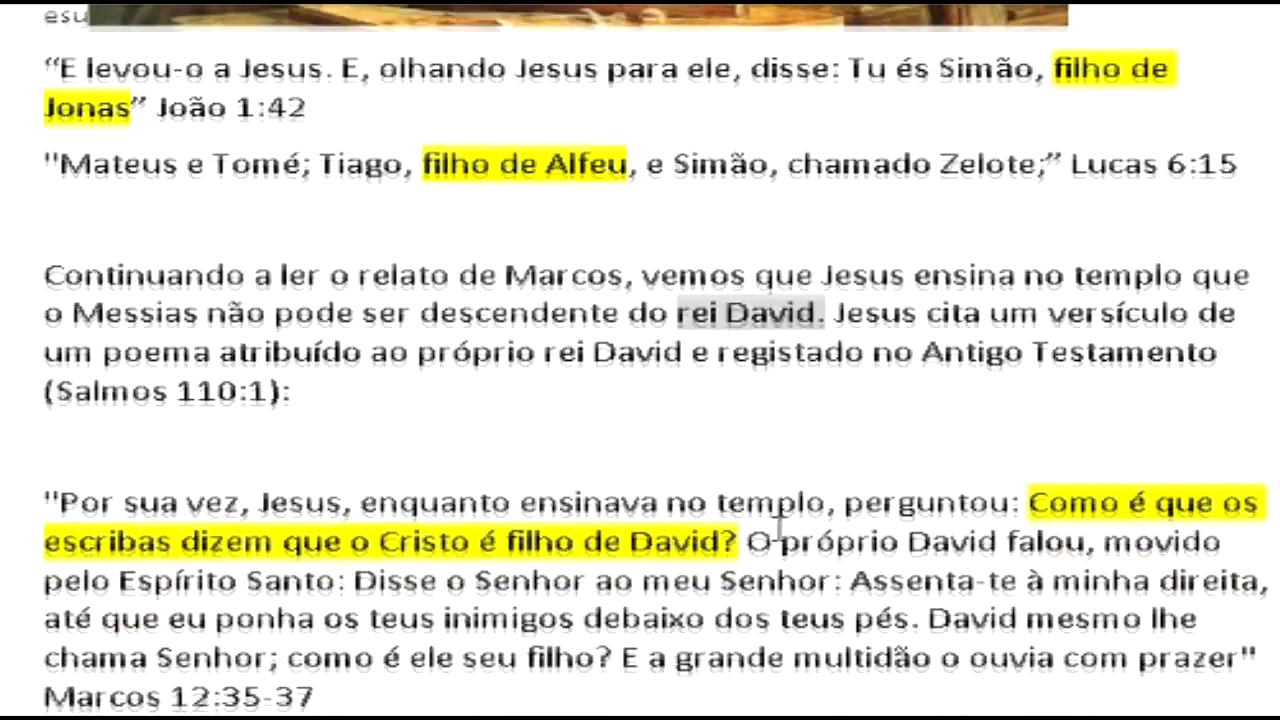 esu
“E levou-o a Jesus. E, olhando Jesus para ele, disse: Tu és Simão, filho de
Jonas” João 1:42
"Mateus e Tomé; Tiago, filho de Alfeu, e Simão, chamado Zelote;” Lucas 6:15
Continuando a ler o relato de Marcos, vemos que Jesus ensina no templo que
o Messias não pode ser descendente do rei David. Jesus cita um versículo de
um poema atribuído ao próprio rei David e registado no Antigo Testamento
(Salmos 110:1):
"Por sua vez, Jesus, enquanto ensinava no templo, perguntou: Como é que os
escribas dizem que o Cristo é filho de David? O próprio David falou, movido
pelo Espírito Santo: Disse o Senhor ao meu Senhor: Assenta-te à minha direita,
até que eu ponha os teus inimigos debaixo dos teus pés. David mesmo lhe
chama Senhor; como é ele seu filho? E a grande multidão o ouvia com prazer"
Marcos 12:35-37